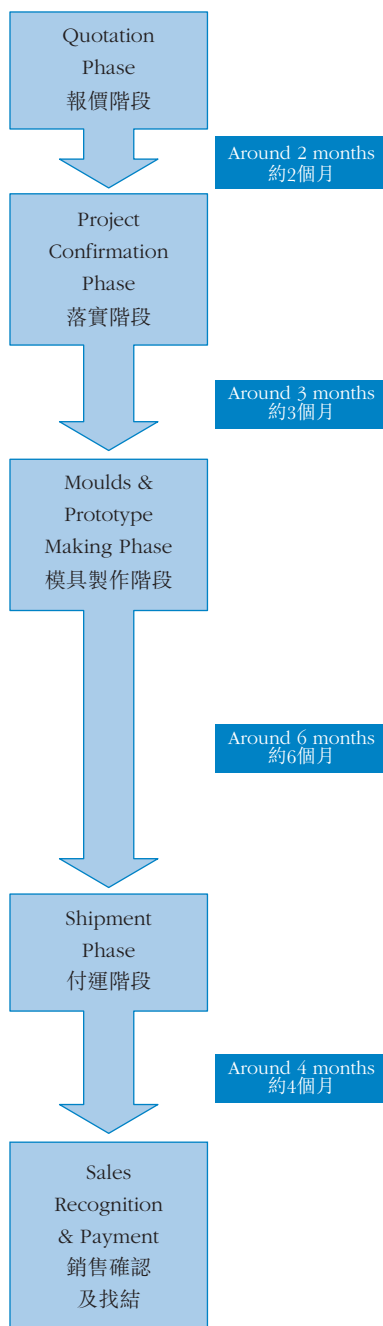 Quotation
Phase
報價階段
Around 2 months
約2個月
Project
Confirmation
Phase
落實階段
Around 3 months
約3個月
Moulds &
Prototype
Making Phase
模具製作階段
Around 6 months
約6個月
Shipment
Phase
付運階段
Around 4 months
約4個月
Sales
Recognition
& Payment
銷售確認
及找結